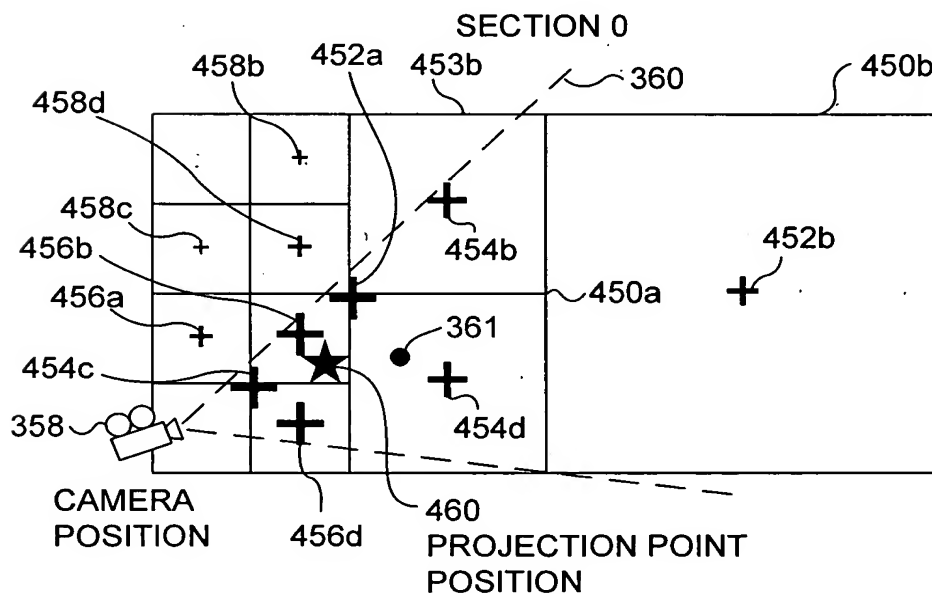 SECTION 0
458b
452a
453b
360
450b
458d
458c
456b
454b
452b
456a
450a
361
454c
358
454d
CAMERA
POSITION
456d
460
PROJECTION POINT
POSITION